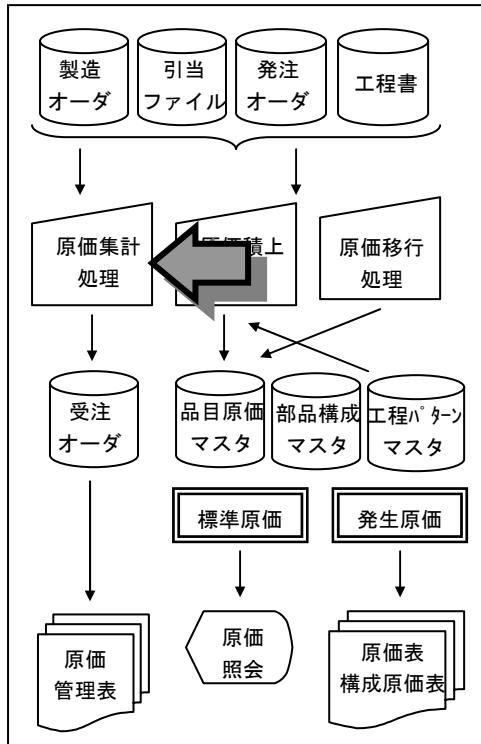 製造
オーダ
引当
ファイル
発注
オーダ
工程書
原価集計
処理
原価積上
原価移行
処理
受注
オーダ
品目原価
マスタ
部品構成
マスタ
工程ﾊﾟﾀｰﾝ
マスタ
標準原価
発生原価
原価
管理表
原価
照会
原価表
構成原価表